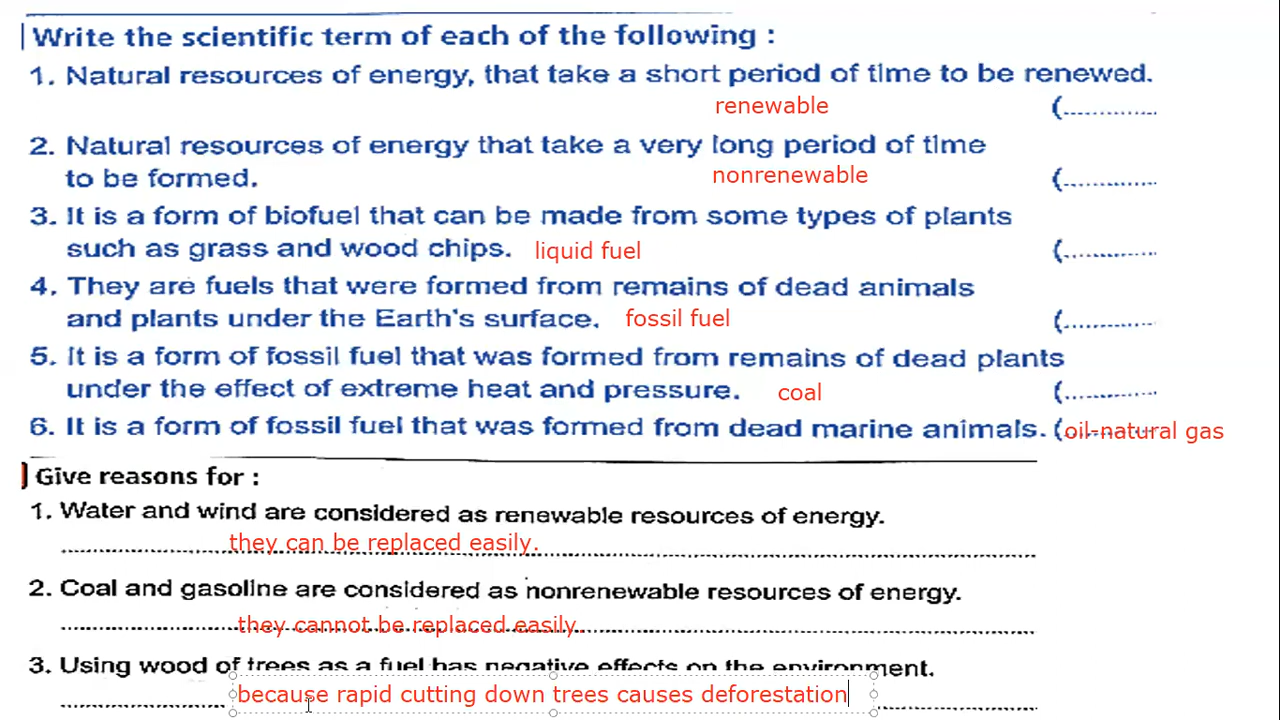 Write the scientific term of each of the following :
1. Natural resources of energy, that take a short period of time to be renewed.
renewable (.............
2. Natural resources of energy that take a very long period of time
to be formed. nonrenewable (.............
3. It is a form of biofuel that can be made from some types of plants
such as grass and wood chips. liquid fuel (.............
4. They are fuels that were formed from remains of dead animals
and plants under the Earth's surface. fossil fuel (.............
5. It is a form of fossil fuel that was formed from remains of dead plants
under the effect of extreme heat and pressure. coal (.............
6. It is a form of fossil fuel that was formed from dead marine animals. (oil-natural gas
Give reasons for :
1. Water and wind are considered as renewable resources of energy.
they can be replaced easily.
2. Coal and gasoline are considered as nonrenewable resources of energy.
they cannot be replaced easily.
3. Using wood of trees as a fuel has negative effects on the environment.
because rapid cutting down trees causes deforestation